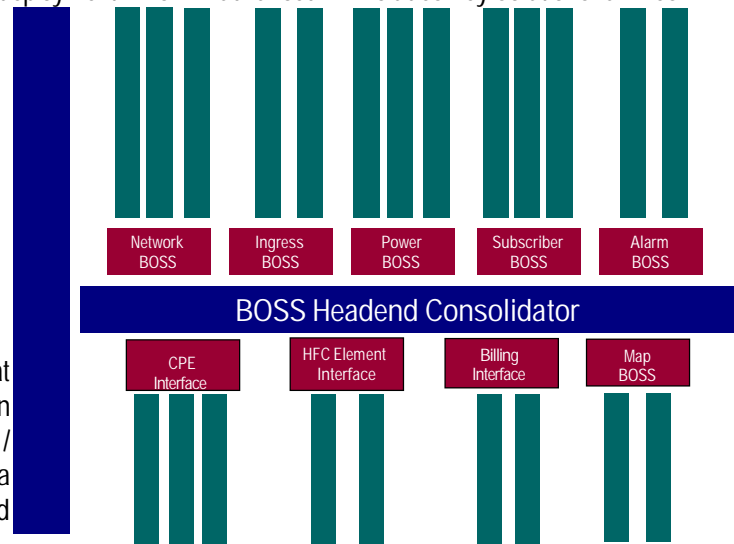 Network
BOSS
Ingress
BOSS
Power
BOSS
Subscriber
BOSS
Alarm
BOSS
BOSS Headend Consolidator
CPE
Interface
HFC Element
Interface
Billing
Interface
Map
BOSS
/
a